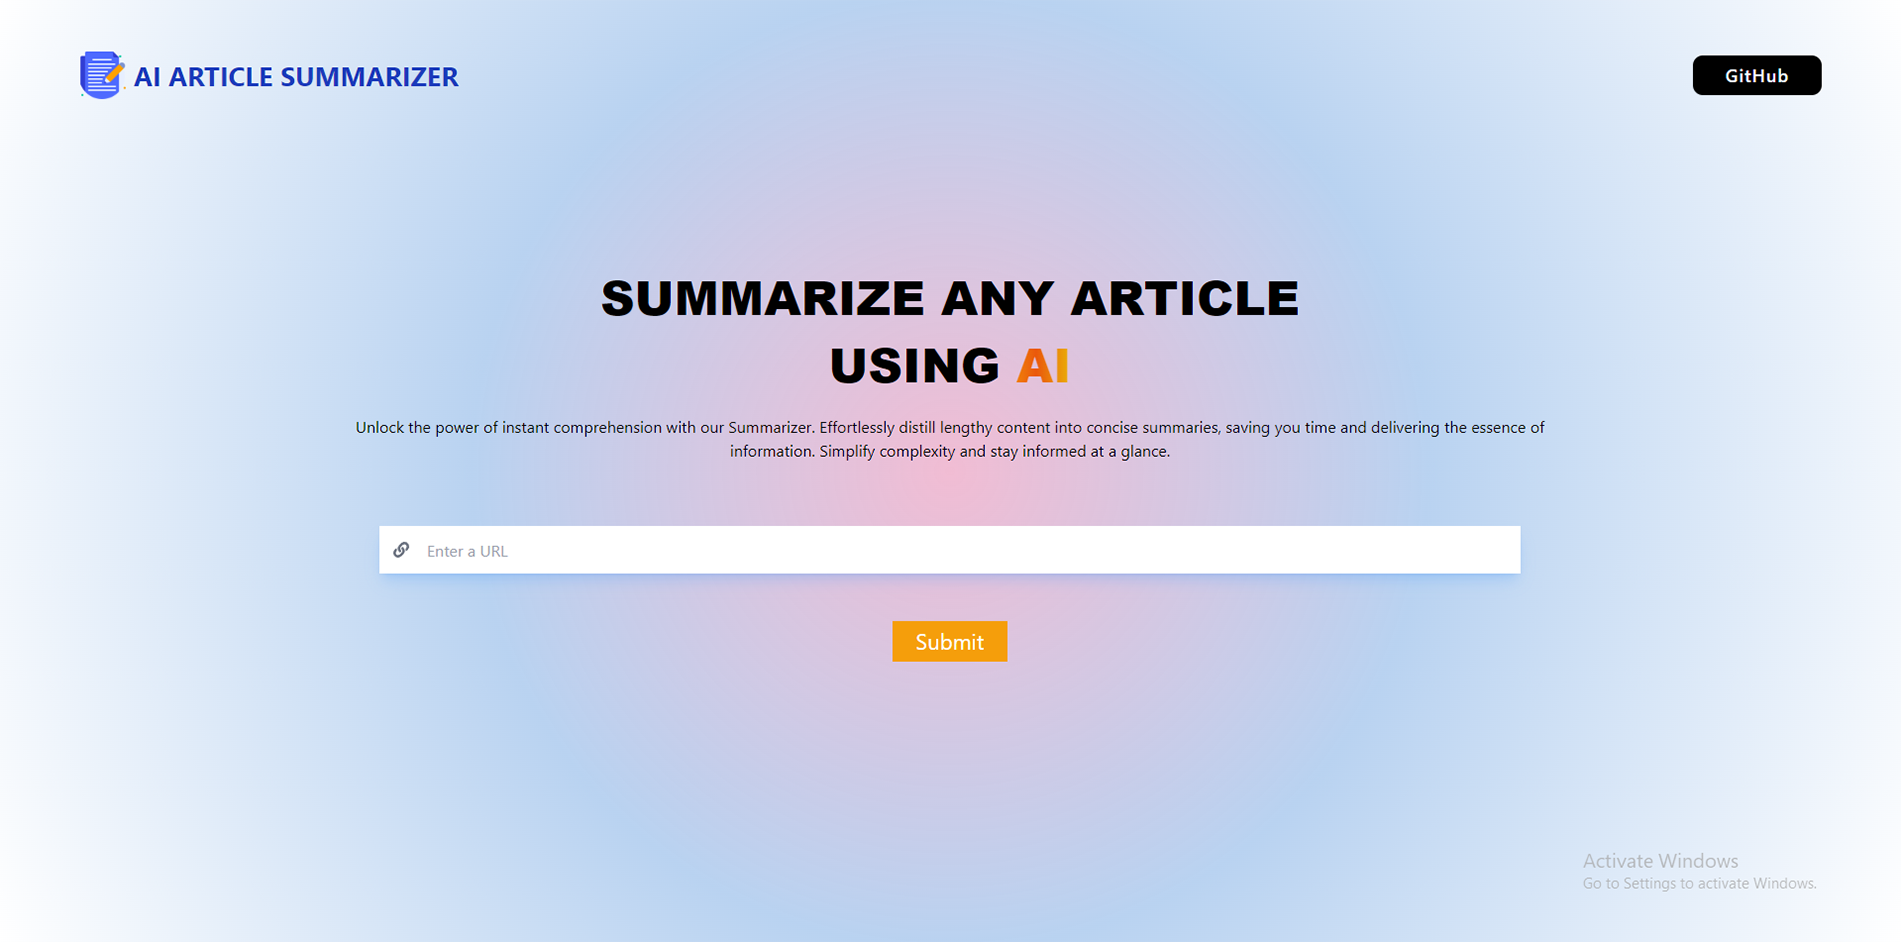 AI ARTICLE SUMMARIZER
GitHub
SUMMARIZE ANY ARTICLE
USING AI
Unlock the power of instant comprehension with our Summarizer. Effortlessly distill lengthy content into concise summaries, saving you time and delivering the essence of
information. Simplify complexity and stay informed at a glance.
Enter a URL
Submit
Activate Windows
Go to Settings to activate Windows.